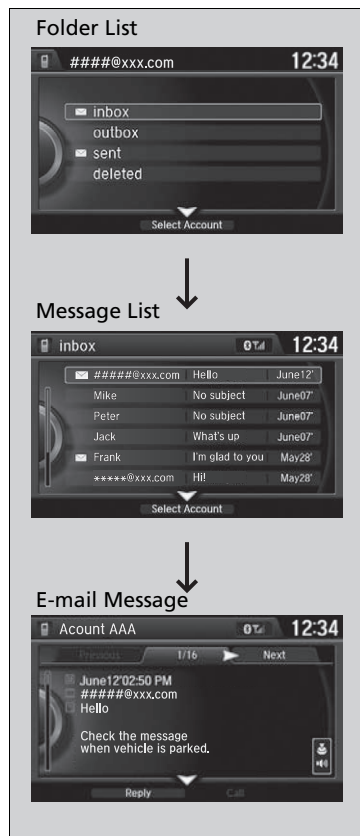 Folder List
####@xxx.com 12:34
inbox
outbox
sent
deleted
Select Account
Message List
inbox 12:34
#####@xxx.com Hello June12'
Mike No subject June07'
Peter No subject June07'
Jack What's up June07'
Frank I'm glad to you May28'
*****@xxx.com Hi! May28'
Select Account
E-mail Message
Acount AAA 12:34
Previous 1/16 Next
June12'02:50 PM
#####@xxx.com
Hello
Check the message
when vehicle is parked.
Reply Call